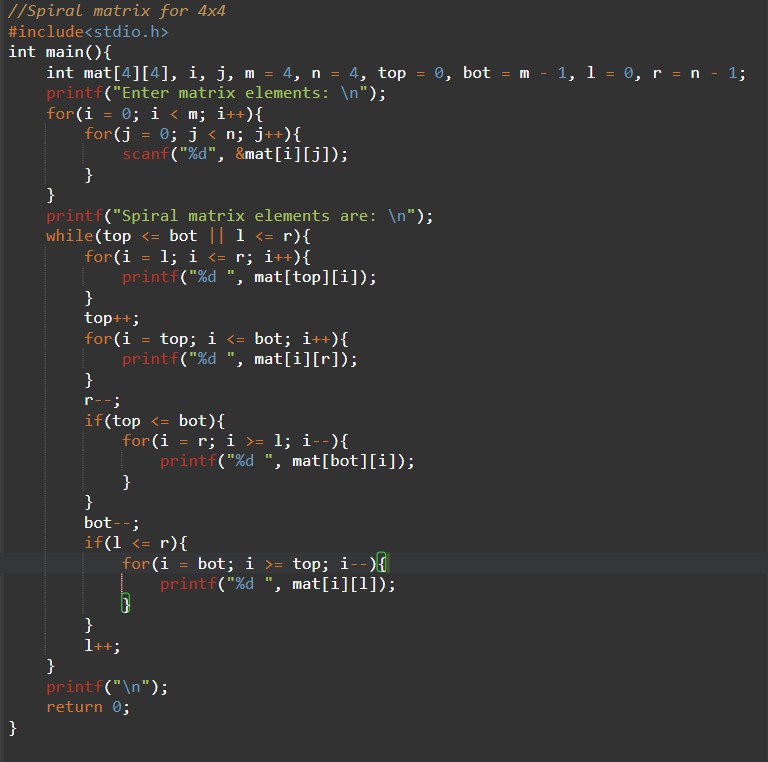 //Spiral matrix for 4x4
#include<stdio.h>
int main(){
    int mat[4][4], i, j, m = 4, n = 4, top = 0, bot = m - 1, l = 0, r = n - 1;
    printf("Enter matrix elements: \n");
    for(i = 0; i < m; i++){
        for(j = 0; j < n; j++){
            scanf("%d", &mat[i][j]);
        }
    }
    printf("Spiral matrix elements are: \n");
    while(top <= bot || l <= r){
        for(i = l; i <= r; i++){
            printf("%d ", mat[top][i]);
        }
        top++;
        for(i = top; i <= bot; i++){
            printf("%d ", mat[i][r]);
        }
        r--;
        if(top <= bot){
            for(i = r; i >= l; i--){
                printf("%d ", mat[bot][i]);
            }
        }
        bot--;
        if(l <= r){
            for(i = bot; i >= top; i--){
                printf("%d ", mat[i][l]);
            }
        }
        l++;
    }
    printf("\n");
    return 0;
}